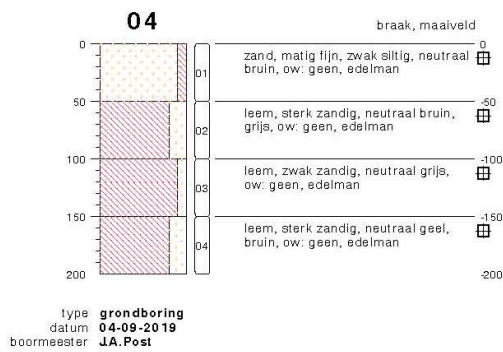 04
braak, maaiveld
0
0
01
zand, matig fijn, zwak siltig, neutraal
bruin, ow: geen, edelman
50
-50
02
leem, sterk zandig, neutraal bruin,
grijs, ow: geen, edelman
100
-100
03
leem, zwak zandig, neutraal grijs,
ow: geen, edelman
150
-150
04
leem, sterk zandig, neutraal geel,
bruin, ow: geen, edelman
200
-200
type grondboring
datum 04-09-2019
boormeester J.A.Post